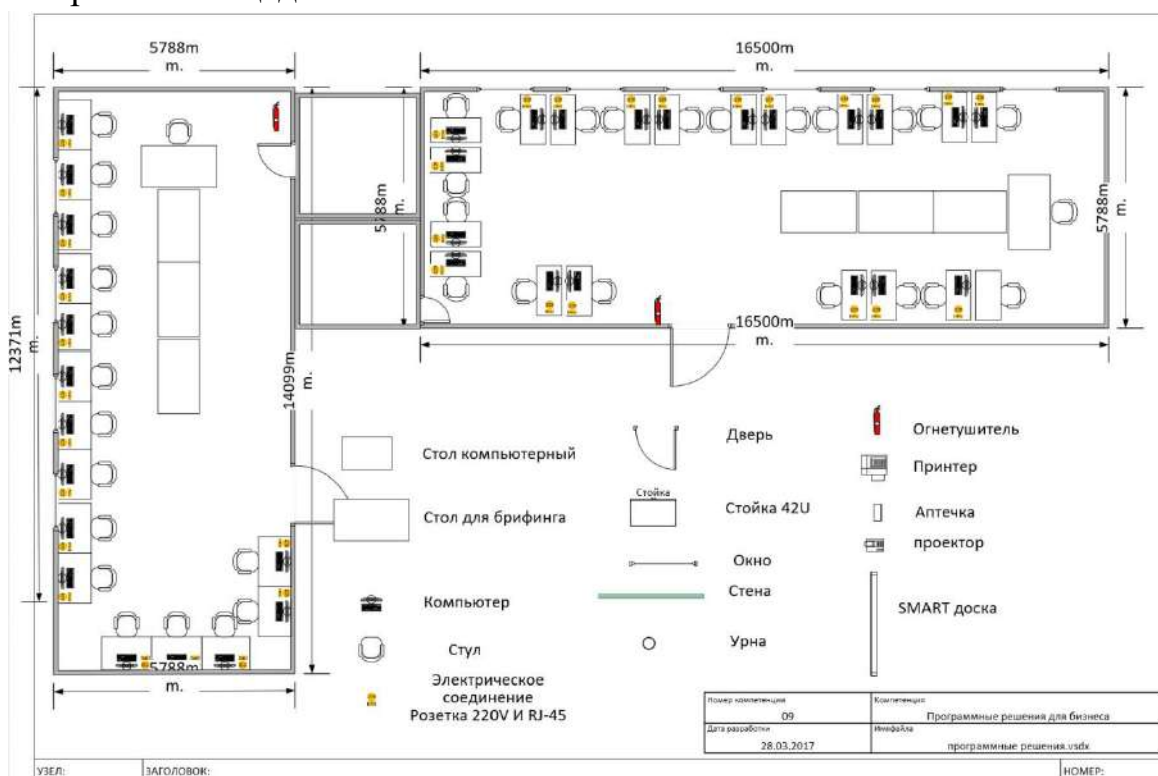 5788m
m.
16500m
m.
5788m
m.
5788m
m.
12371m
m.
14099m
m.
16500m
m.
5788m
m.
Стол компьютерный
Стол для брифинга
Компьютер
Стул
Электрическое
соединение
Розетка 220V И RJ-45
Дверь
Стойка
Стойка 42U
Окно
Стена
Урна
Огнетушитель
Принтер
Аптечка
проектор
SMART доска
Номер компетенции
09
Компетенция
Программные решения для бизнеса
Дата разработки
28.03.2017
Имяфайла
программные решения.vsdx
УЗЕЛ:
ЗАГОЛОВОК:
НОМЕР: